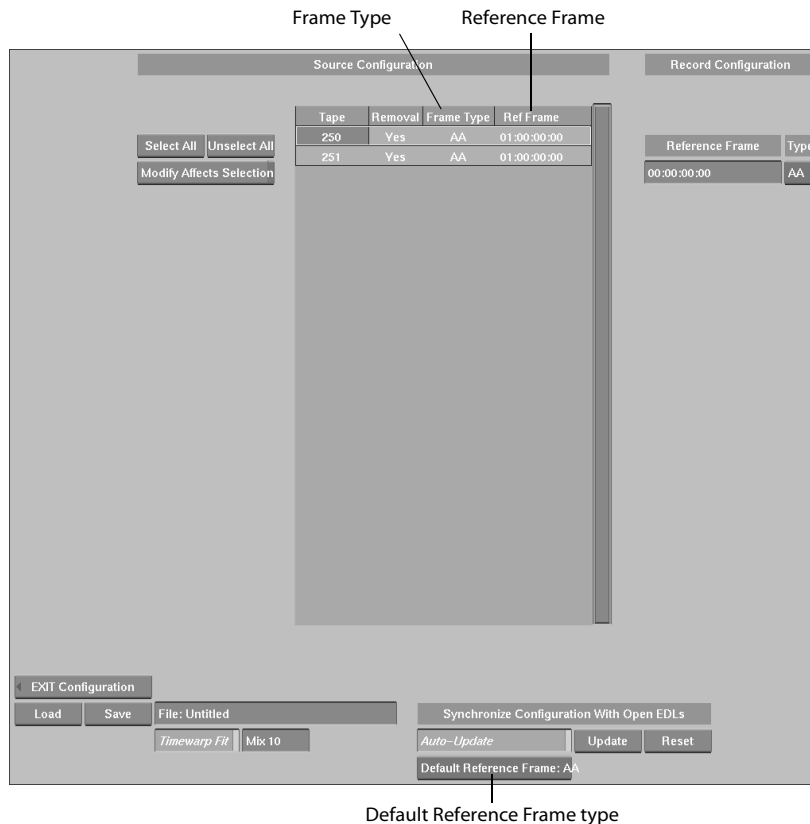 Frame Type Reference Frame
Source Configuration Record Configuration
Tape Removal Frame Type Ref Frame
Select All Unselect All 250 Yes AA 01:00:00:00 Reference Frame Type
Modify Affects Selection 251 Yes AA 01:00:00:00 00:00:00:00 AA
EXIT Configuration
Load Save File: Untitled Synchronize Configuration With Open EDLs
Timewarp Fit Mix 10 Auto-Update Update Reset
Default Reference Frame: AA
Default Reference Frame type